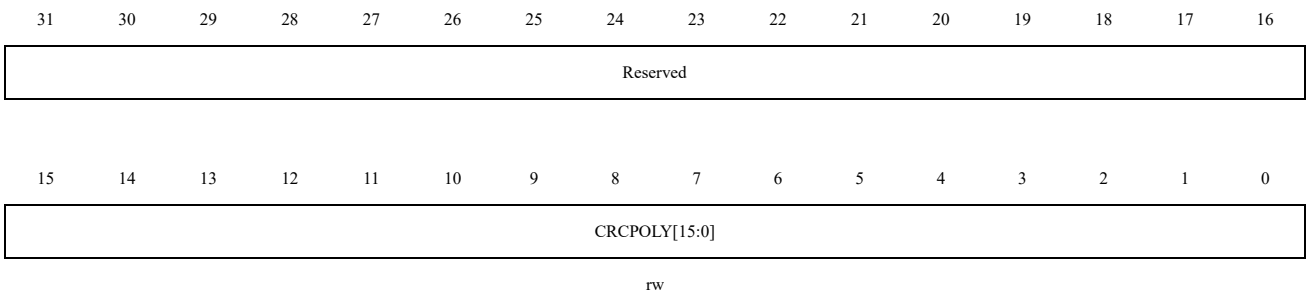 31 30 29 28 27 26 25 24 23 22 21 20 19 18 17 16
Reserved
15 14 13 12 11 10 9 8 7 6 5 4 3 2 1 0
CRCPOLY[15:0]
rw